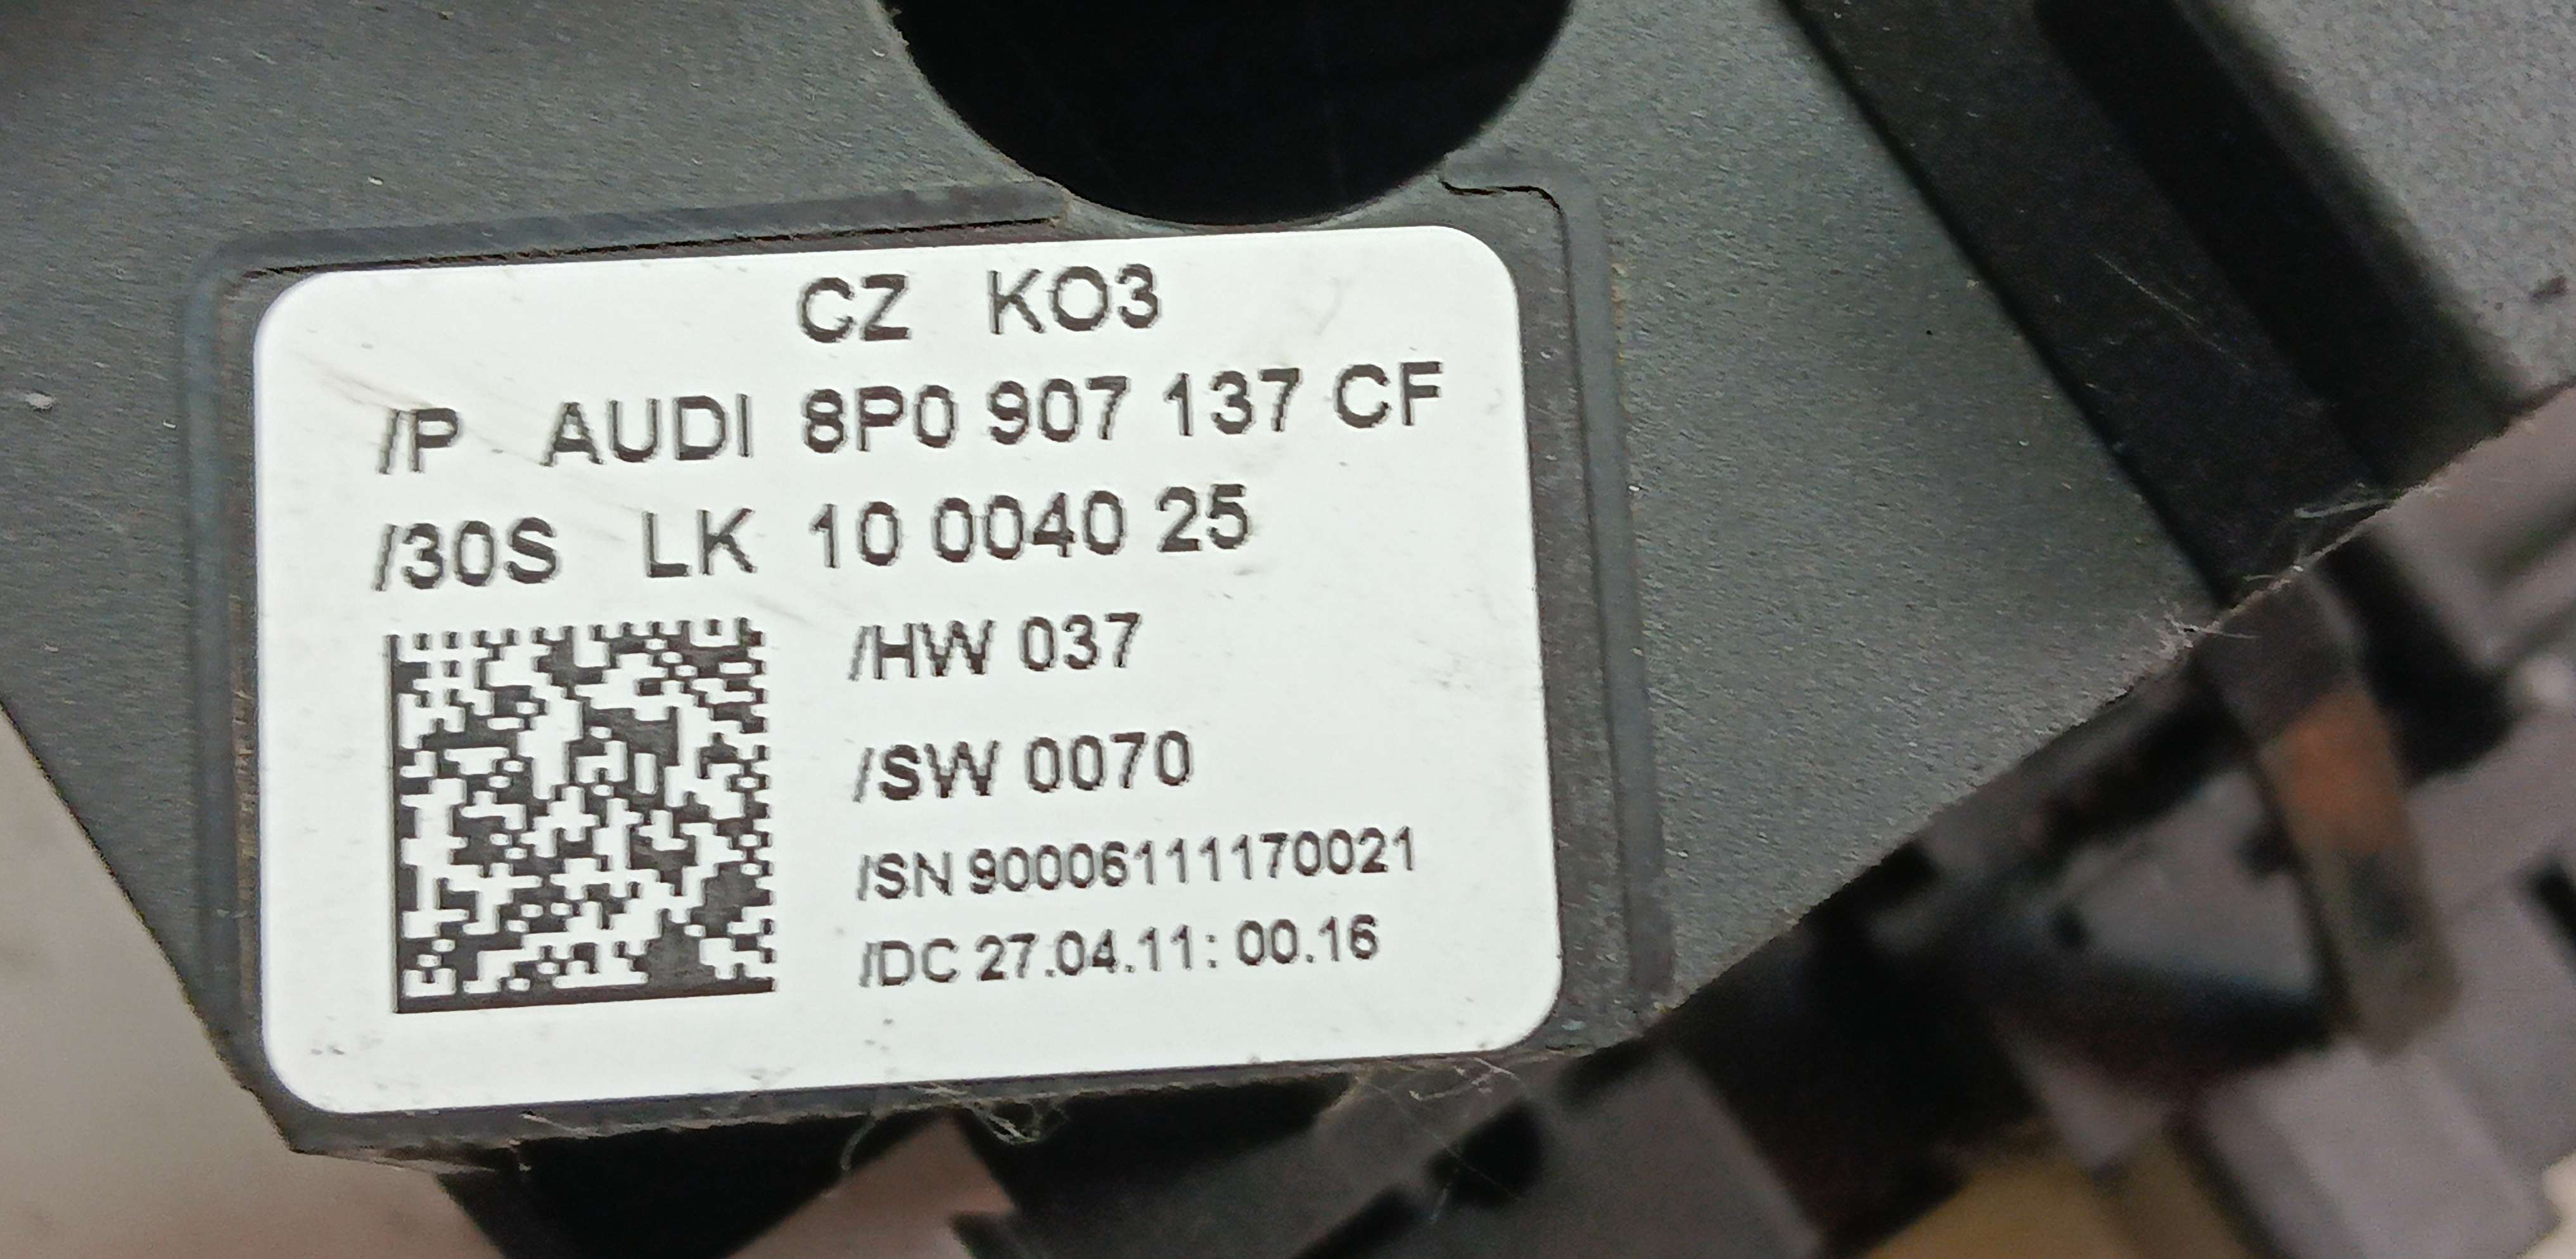 CZ KO3
/P AUDI 8P0 907 137 CF
/30S LK 10 0040 25
/HW 037
/SW 0070
/SN 90006111170021
/DC 27.04.11: 00.16